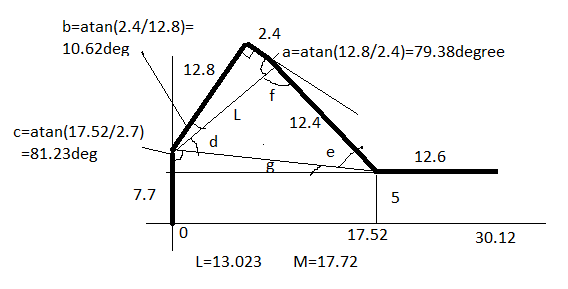 b=atan(2.4/12.8)=
10.62deg
2.4
a=atan(12.8/2.4)=79.38degree
12.8
f
L
12.4
c=atan(17.52/2.7)
=81.23deg
d
e
12.6
g
7.7
5
0
17.52
30.12
L=13.023 M=17.72